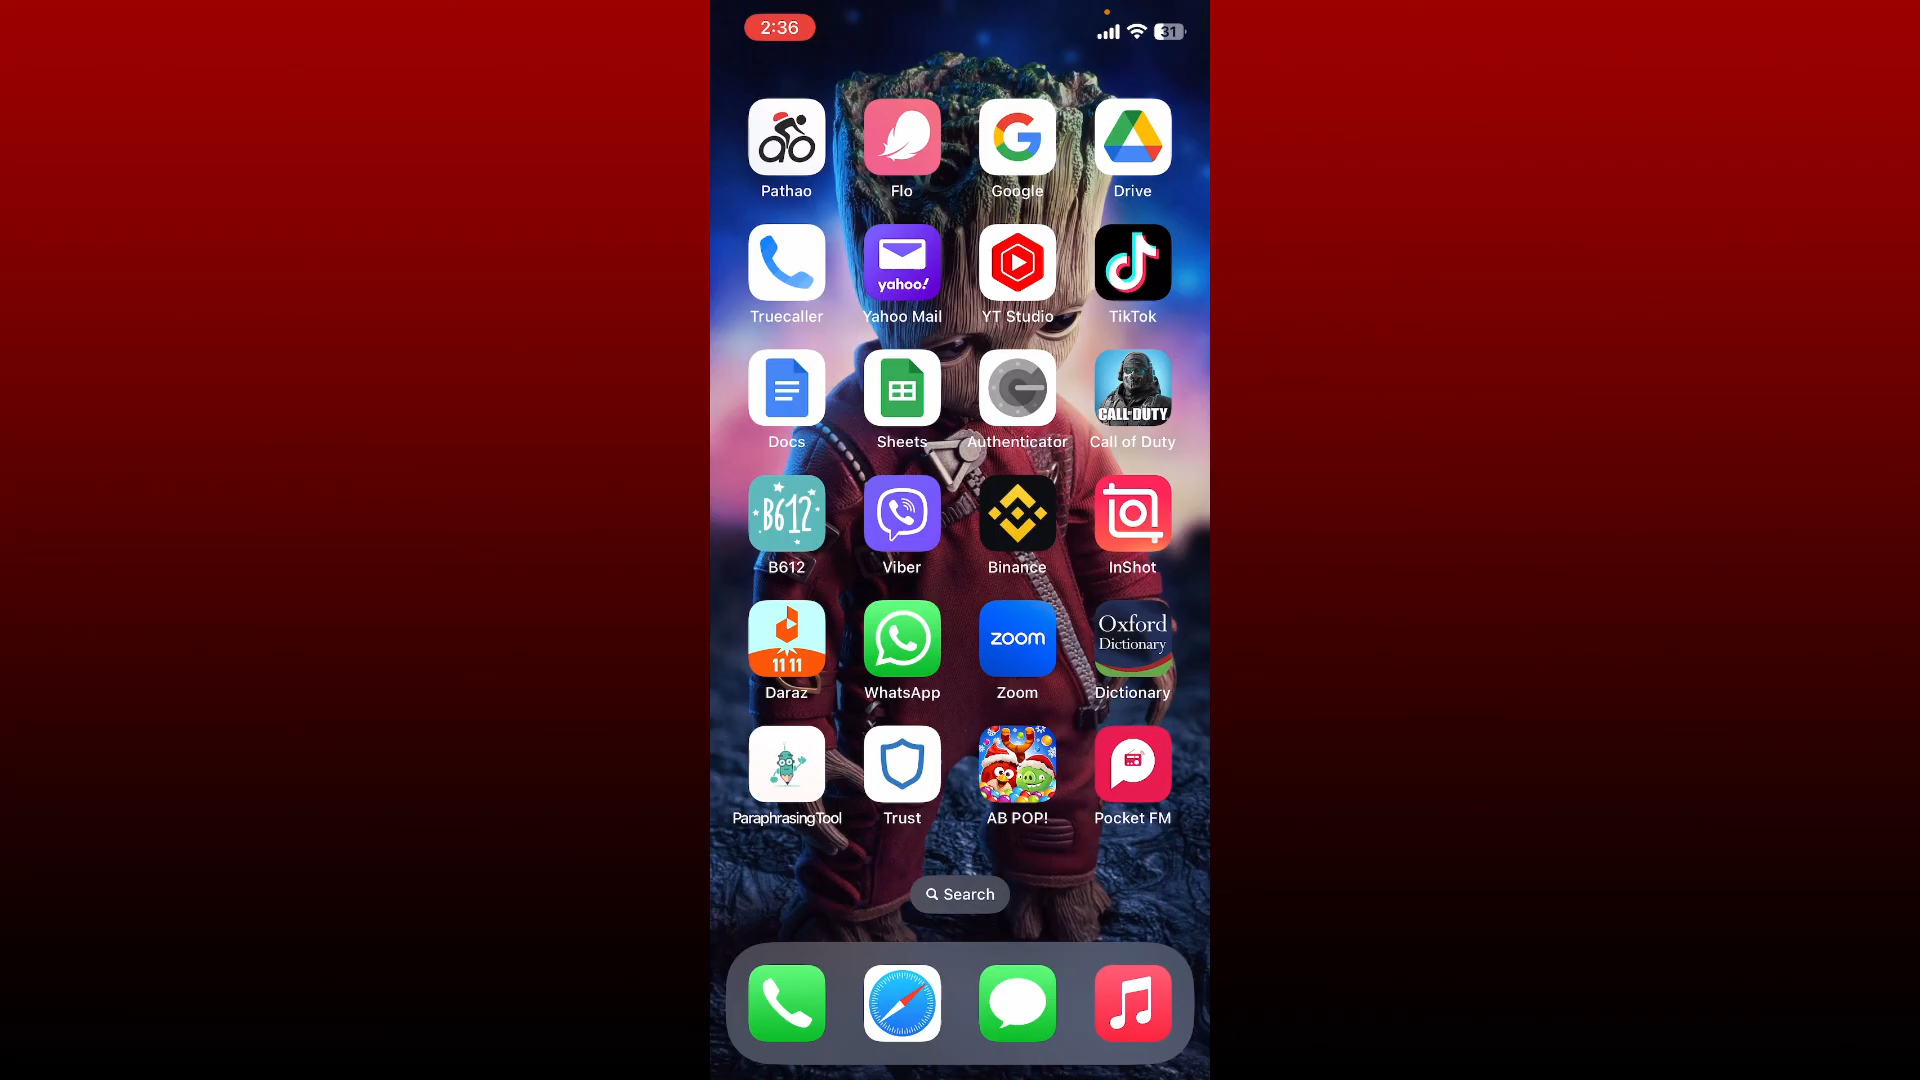 2:36
31
Pathao Flo Google Drive
yahoo!
Truecaller Yahoo Mail YT Studio TikTok
CALL OF DUTY
Docs Sheets Authenticator Call of Duty
B612
B612 Viber Binance InShot
11 11
zoom
Oxford
Dictionary
Daraz WhatsApp Zoom Dictionary
ParaphrasingTool Trust AB POP! Pocket FM
Search